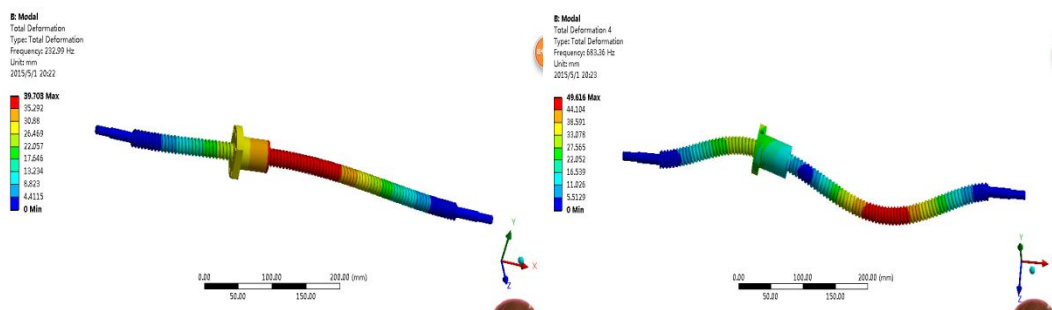 B: Modal
Total Deformation
Type: Total Deformation
Frequency: 232.99 Hz
Unit: mm
2015/5/1 20:22
39.703 Max
35.292
30.88
26.469
22.057
17.646
13.234
8.823
4.4115
0 Min
Y
X
Z
0.00 100.00 200.00 (mm)
50.00 150.00
B: Modal
Total Deformation 4
Type: Total Deformation
Frequency: 683.36 Hz
Unit: mm
2015/5/1 20:23
49.616 Max
44.104
38.591
33.078
27.565
22.052
16.539
11.026
5.5129
0 Min
Y
Z
0.00 100.00 200.00 (mm)
50.00 150.00